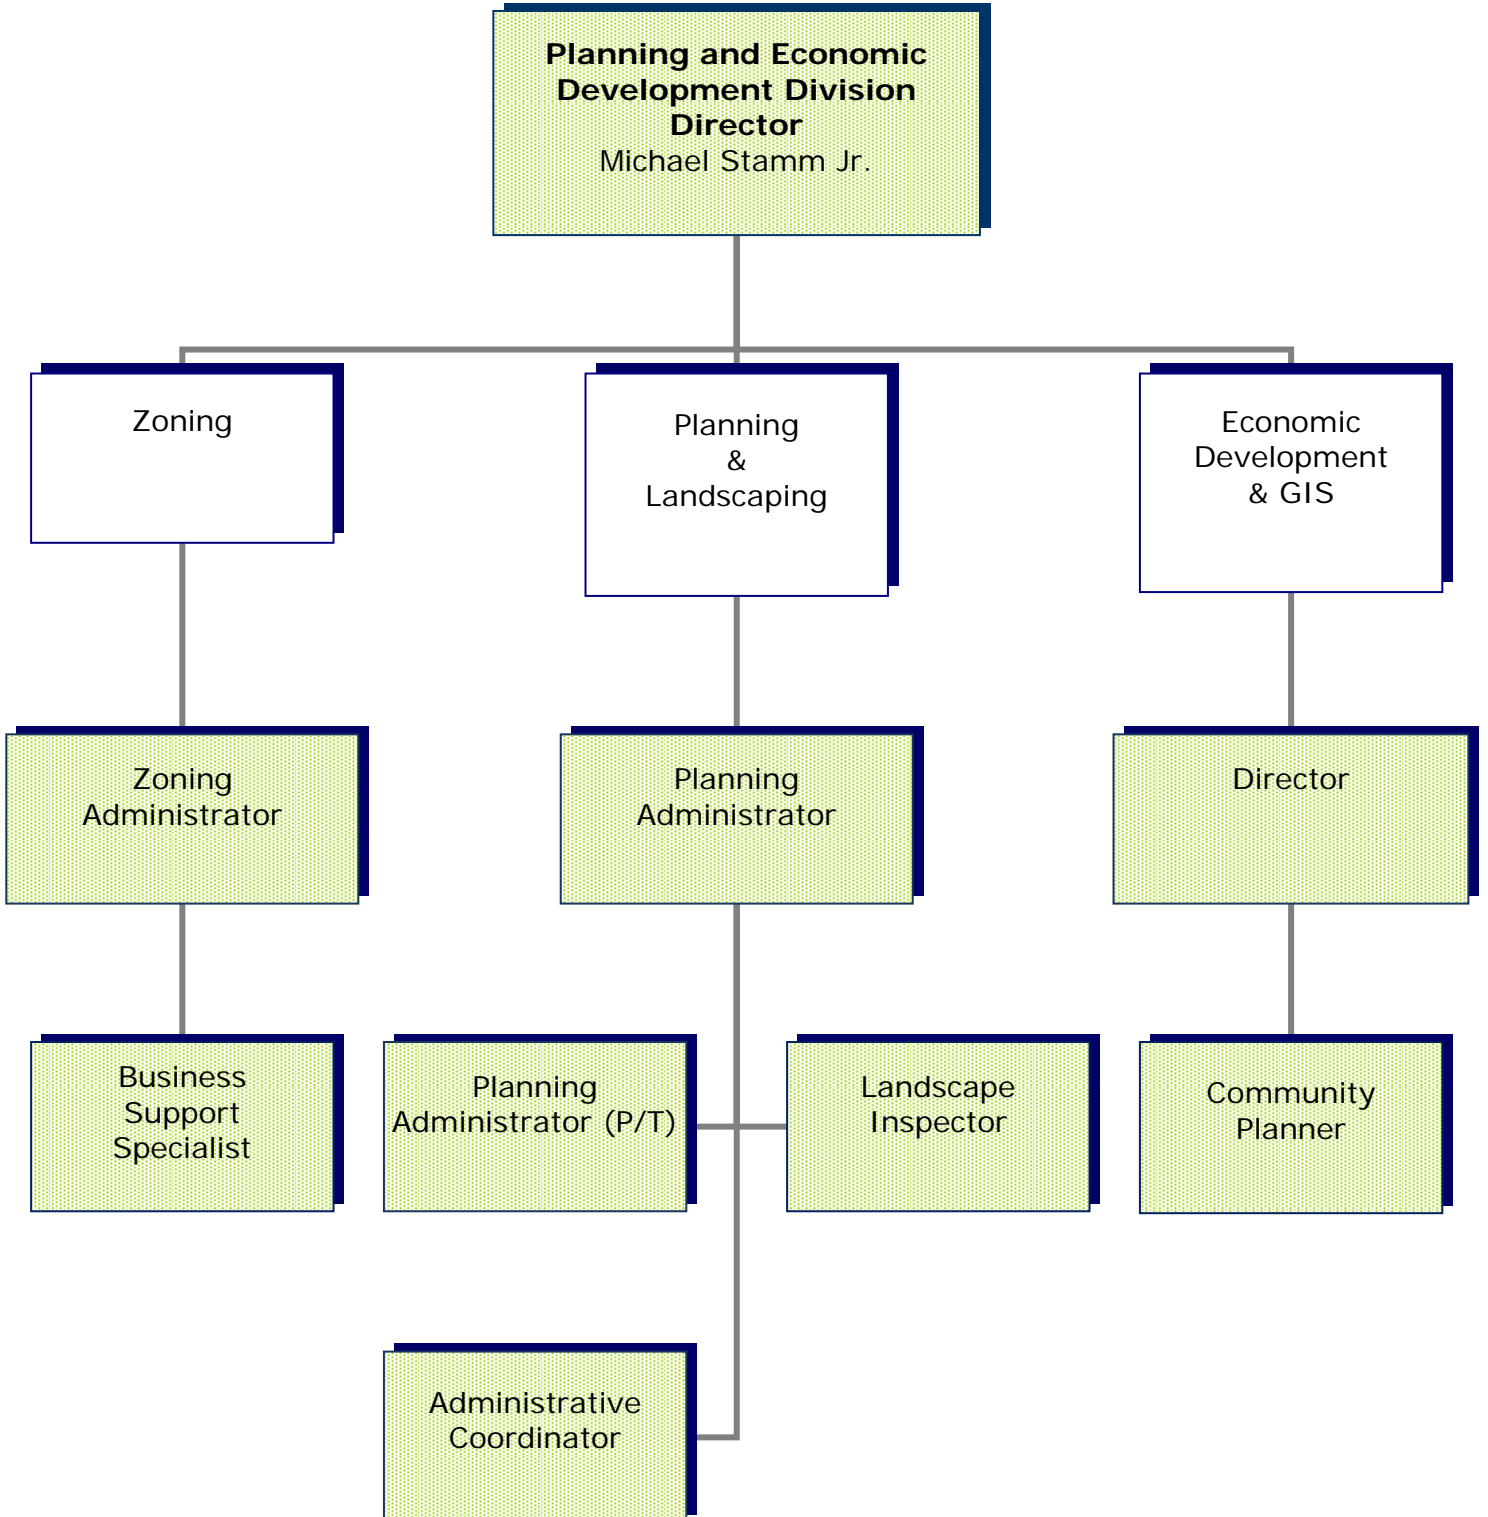 Planning and Economic
Development Division
Director
Michael Stamm Jr.
Zoning
Planning
&
Landscaping
Economic
Development
& GIS
Zoning
Administrator
Planning
Administrator
Director
Business
Support
Specialist
Planning
Administrator (P/T)
Landscape
Inspector
Community
Planner
Administrative
Coordinator